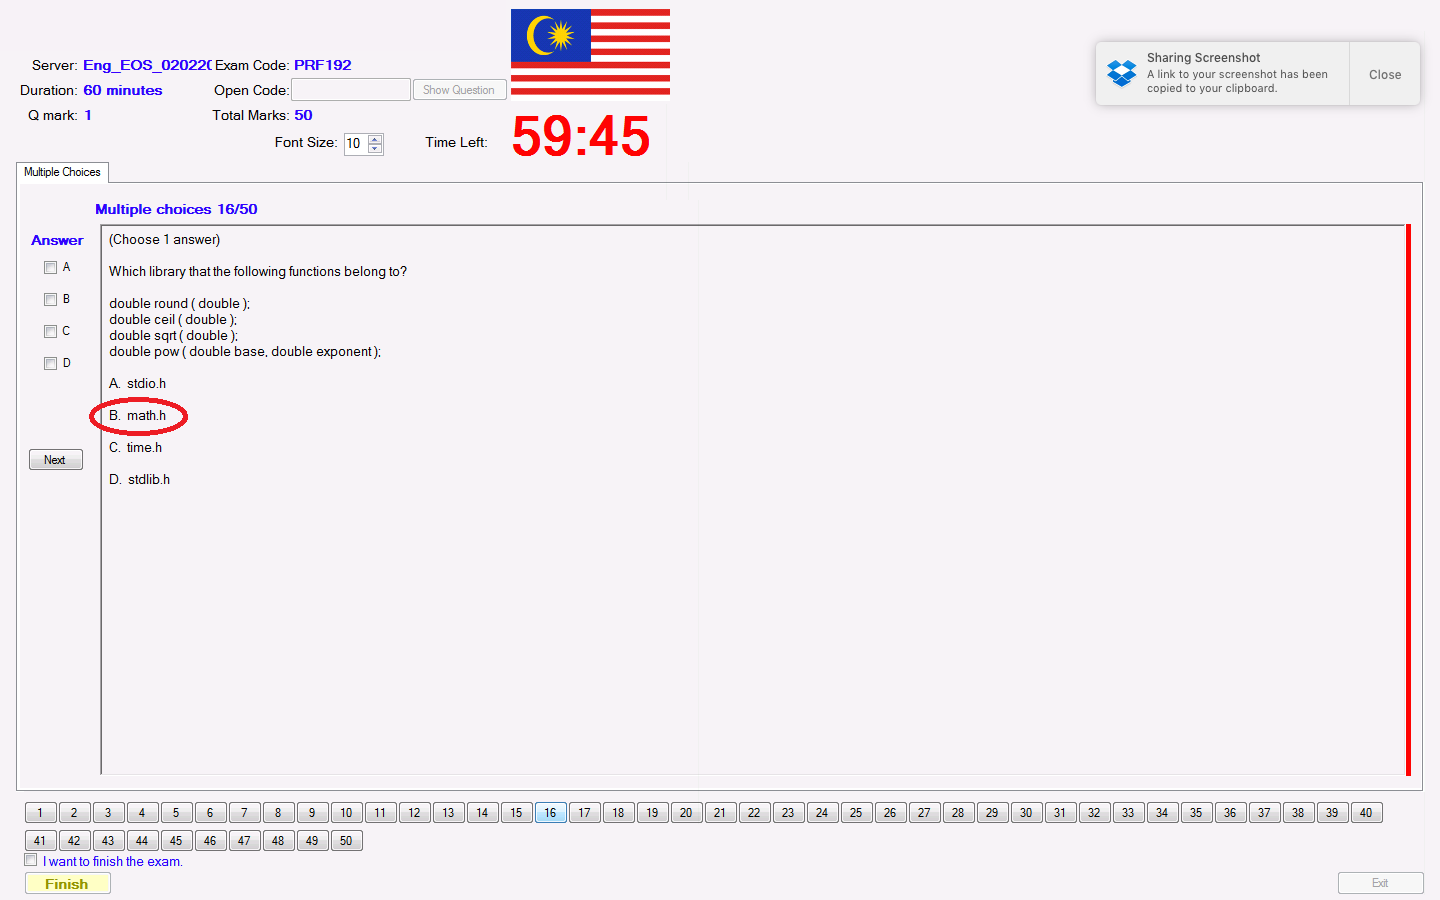 Server: Eng_EOS_020220 Exam Code: PRF192
Duration: 60 minutes Open Code: Show Question
Q mark: 1 Total Marks: 50
Font Size: 10 Time Left: 59:45
Sharing Screenshot
A link to your screenshot has been
copied to your clipboard.
Close
Multiple Choices
Multiple choices 16/50
Answer
A
B
C
D
Next
(Choose 1 answer)
Which library that the following functions belong to?
double round ( double );
double ceil ( double );
double sqrt ( double );
double pow ( double base, double exponent );
A. stdio.h
B. math.h
C. time.h
D. stdlib.h
1 2 3 4 5 6 7 8 9 10 11 12 13 14 15 16 17 18 19 20 21 22 23 24 25 26 27 28 29 30 31 32 33 34 35 36 37 38 39 40
41 42 43 44 45 46 47 48 49 50
I want to finish the exam.
Finish
Exit